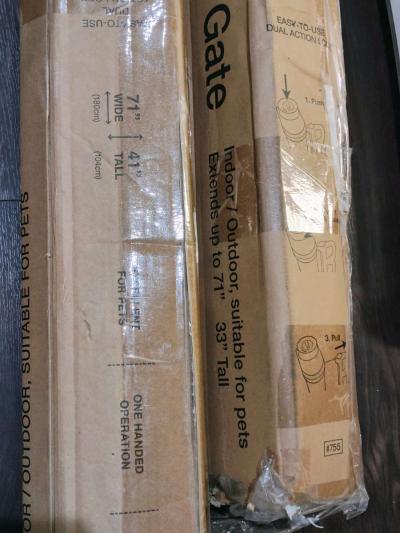 EASY-TO-USE
DUAL
71"
WIDE
(180cm)
41"
TALL
(104cm)
FOR PETS
ONE HANDED
OPERATION
OR / OUTDOOR, SUITABLE FOR PETS
Gate
Indoor / Outdoor, suitable for pets
Extends up to 71" 33" Tall
EASY-TO-USE
DUAL ACTION
1. Push
3. Pull
#755